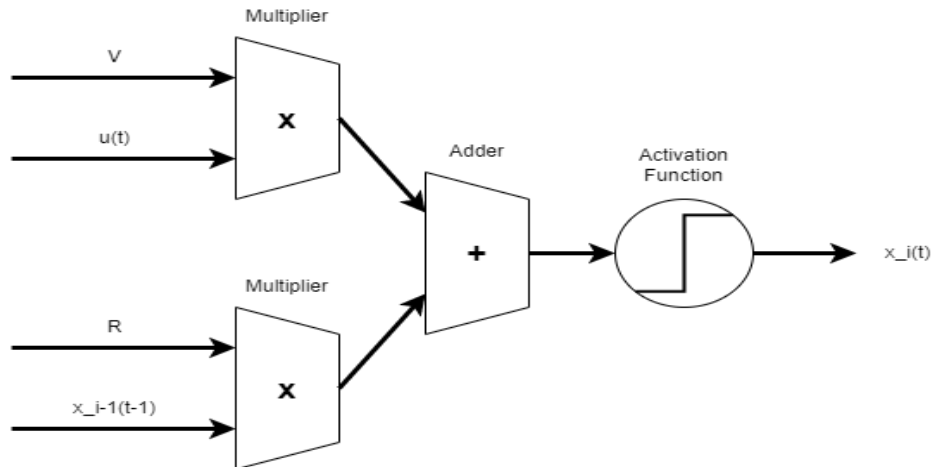 Multiplier
V
x
u(t)
Adder
Activation
Function
+
x_i(t)
Multiplier
R
x
x_i-1(t-1)